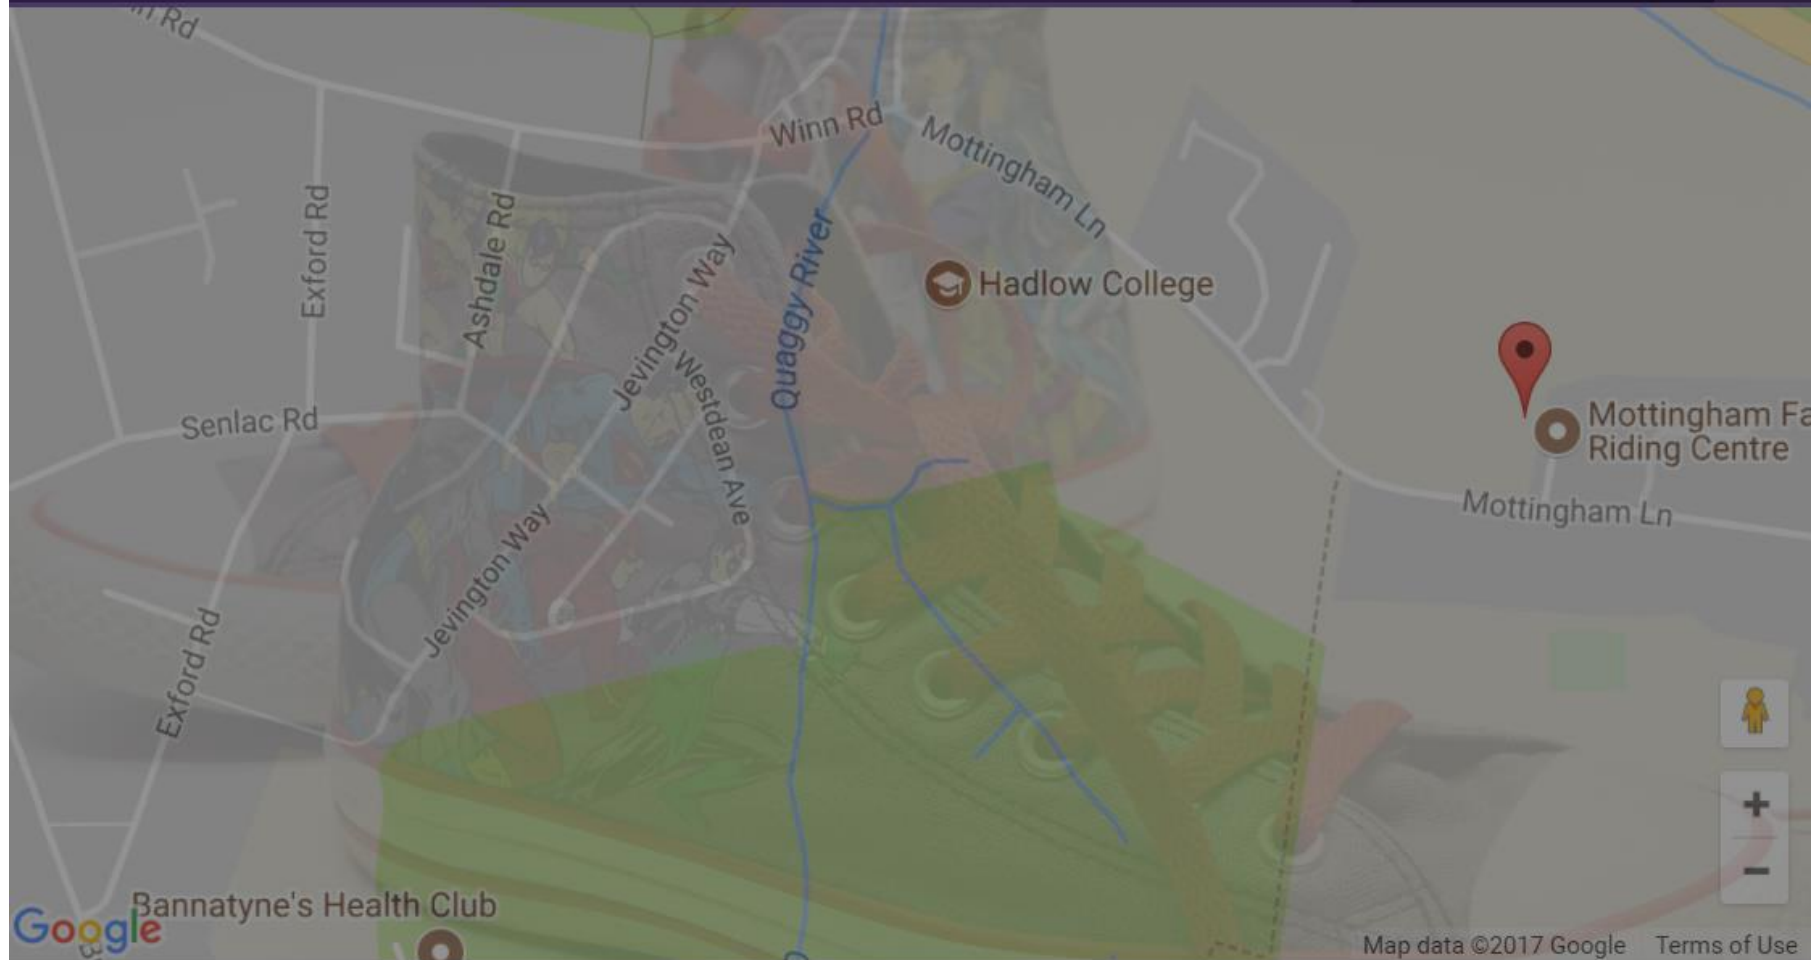 Winn Rd
Mottingham Ln
Exford Rd
Ashdale Rd
Jevington Way
Quaggy River
Hadlow College
Westdean Ave
Senlac Rd
Mottingham Fa
Riding Centre
Mottingham Ln
Jevington Way
Exford Rd
Bannatyne's Health Club
Google
Map data ©2017 Google
Terms of Use